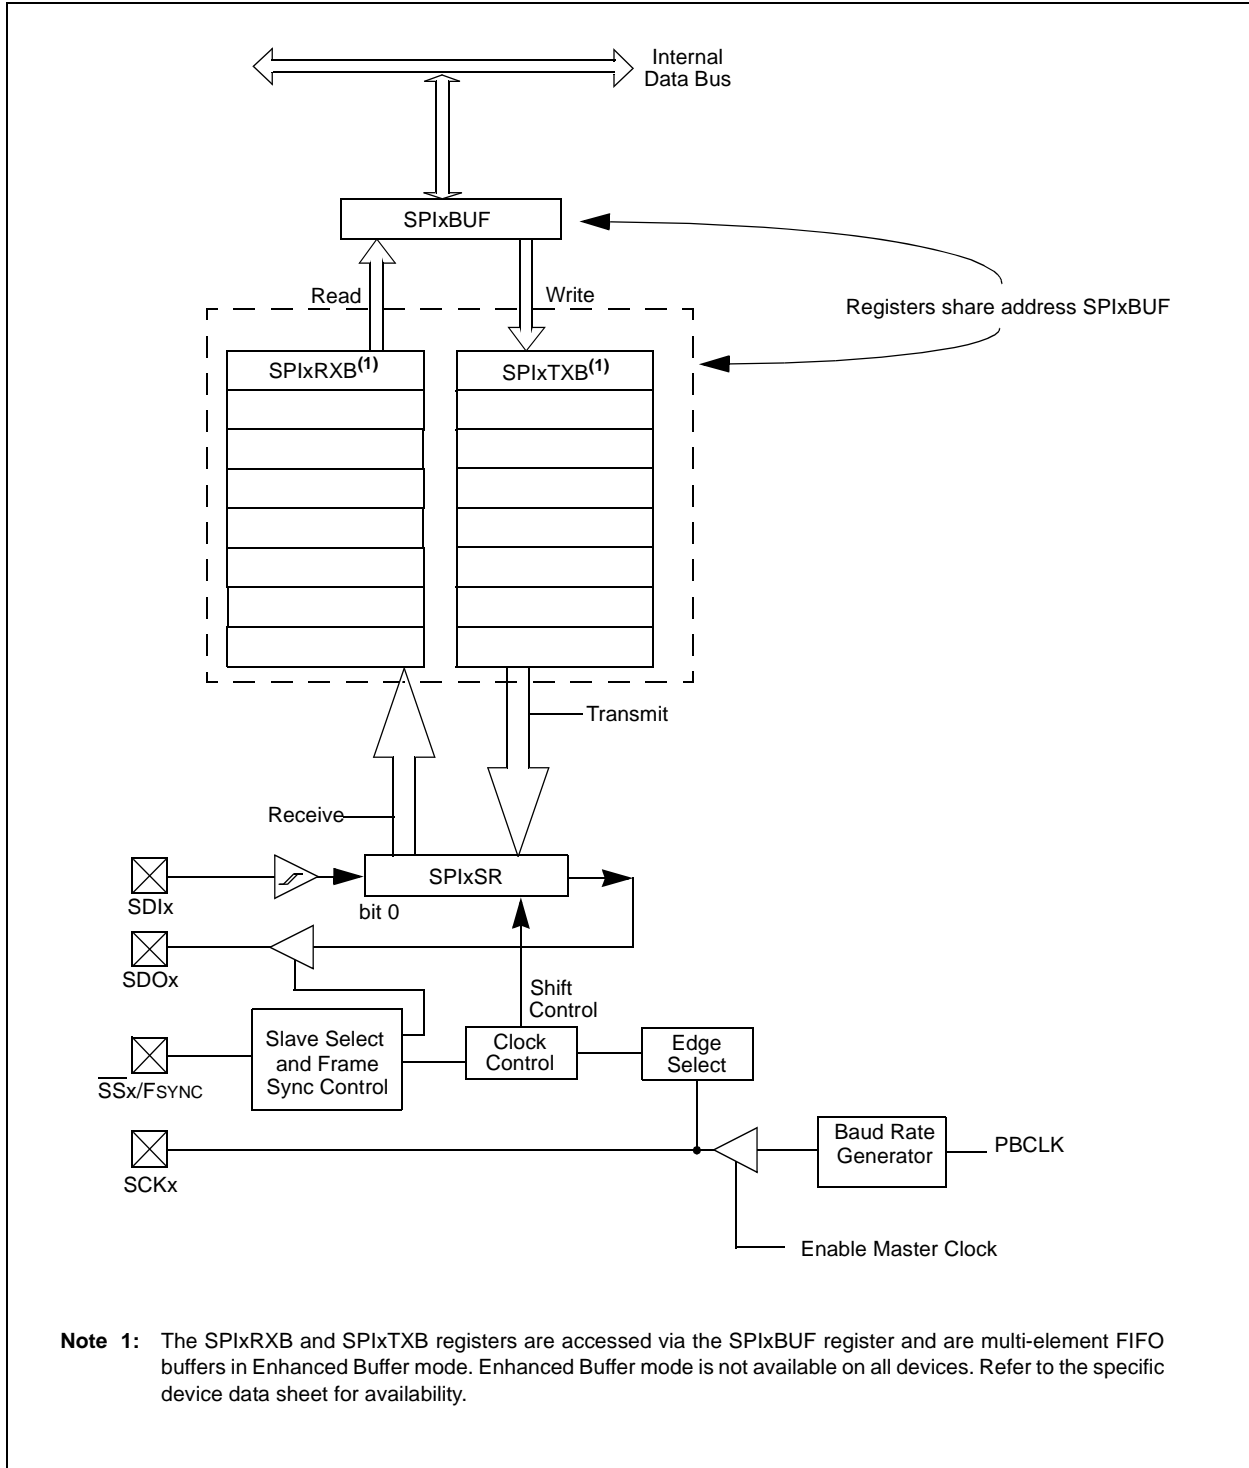 Internal
Data Bus
SPIxBUF
Read
Write
Registers share address SPIxBUF
SPIxRXB(1)
SPIxTXB(1)
Transmit
Receive
SPIxSR
SDIx
bit 0
SDOx
Shift
Control
Slave Select
and Frame
Sync Control
Clock
Control
Edge
Select
SSx/FSYNC
Baud Rate
Generator
PBCLK
SCKx
Enable Master Clock
Note 1: The SPIxRXB and SPIxTXB registers are accessed via the SPIxBUF register and are multi-element FIFO
buffers in Enhanced Buffer mode. Enhanced Buffer mode is not available on all devices. Refer to the specific
device data sheet for availability.